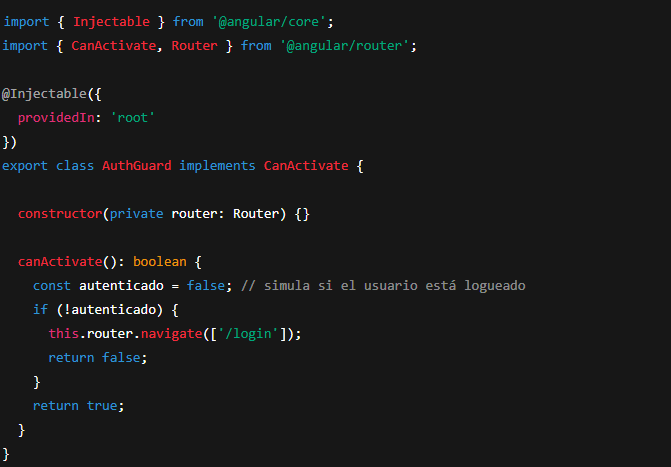 import { Injectable } from '@angular/core';
import { CanActivate, Router } from '@angular/router';

@Injectable({
  providedIn: 'root'
})
export class AuthGuard implements CanActivate {

  constructor(private router: Router) {}

  canActivate(): boolean {
    const autenticado = false; // simula si el usuario está logueado
    if (!autenticado) {
      this.router.navigate(['/login']);
      return false;
    }
    return true;
  }
}